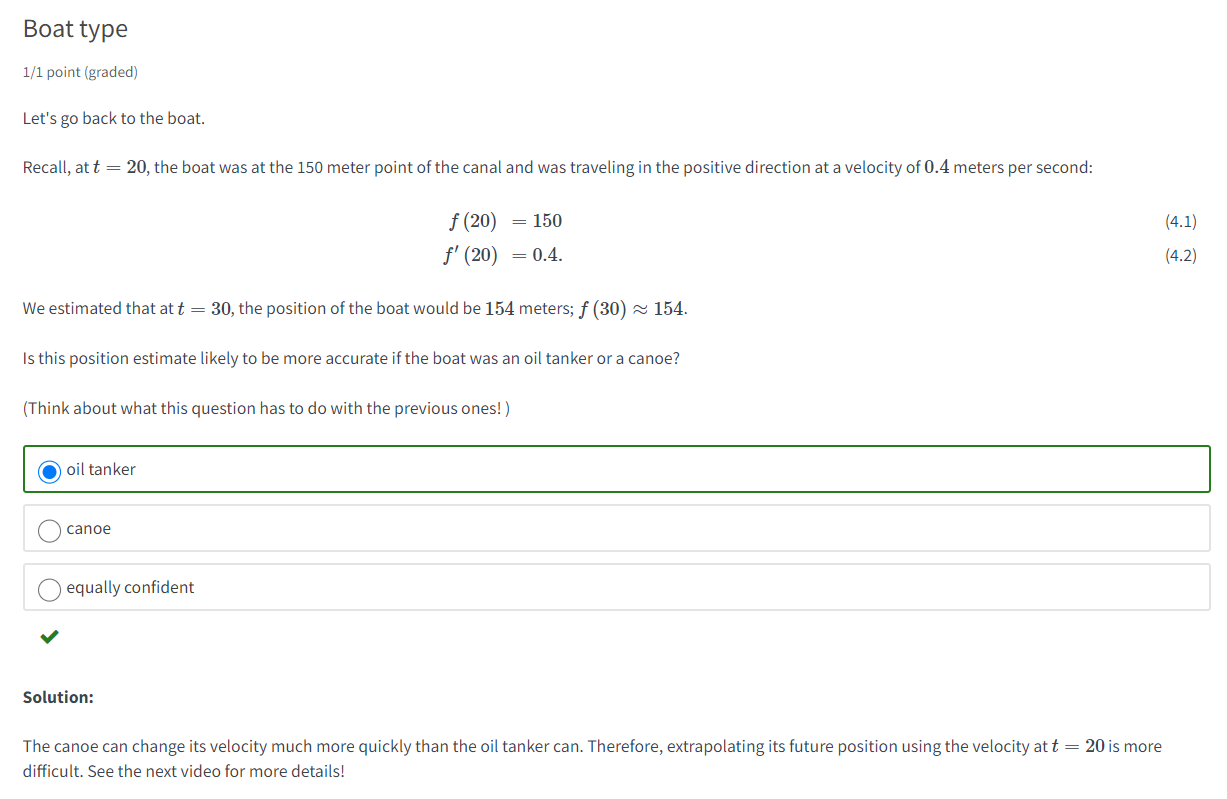 Boat type
1/1 point (graded)
Let's go back to the boat.
Recall, at t = 20, the boat was at the 150 meter point of the canal and was traveling in the positive direction at a velocity of 0.4 meters per second:
f (20) = 150 (4.1)
f′ (20) = 0.4. (4.2)
We estimated that at t = 30, the position of the boat would be 154 meters; f (30) ≈ 154.
Is this position estimate likely to be more accurate if the boat was an oil tanker or a canoe?
(Think about what this question has to do with the previous ones! )
oil tanker
canoe
equally confident
Solution:
The canoe can change its velocity much more quickly than the oil tanker can. Therefore, extrapolating its future position using the velocity at t = 20 is more
difficult. See the next video for more details!